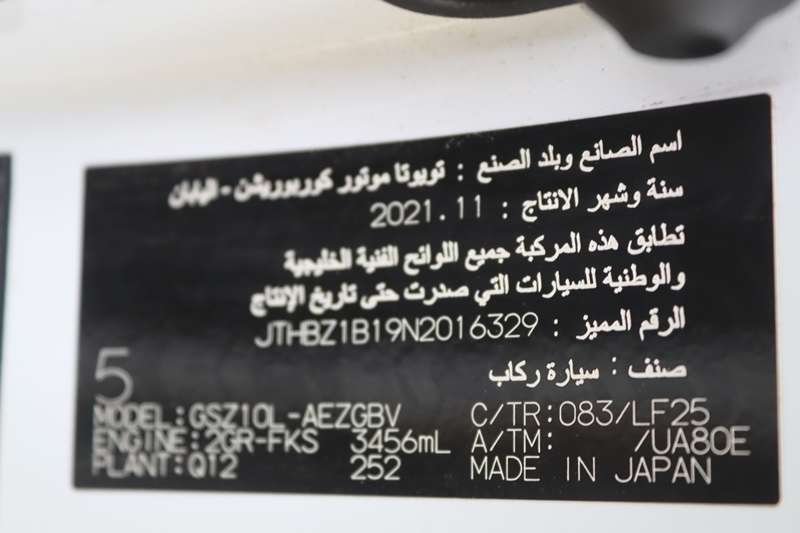 اسم الصانع وبلد الصنع : تويوتا موتور كوربوريشن - اليابان
سنة وشهر الانتاج : 2021.11
تطابق هذه المركبة جميع اللوائح الفنية الخليجية
والوطنية للسيارات التي صدرت حتى تاريخ الإنتاج
الرقم المميز : JTHBZ1B19N2016329
صنف : سيارة ركاب
5
MODEL:GSZ10L-AEZGBV C/TR:083/LF25
ENGINE:2GR-FKS 3456mL A/TM: /UA80E
PLANT:Q12 252 MADE IN JAPAN